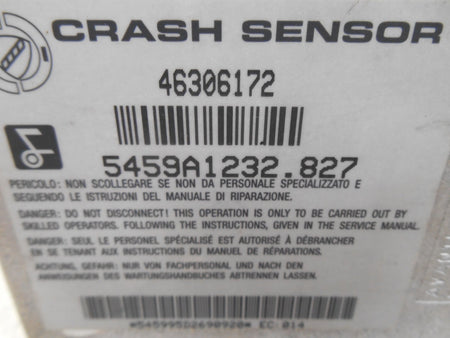 CRASH SENSOR
46306172
5459A1232.827
PERICOLO: NON SCOLLEGARE SE NON DA PERSONALE SPECIALIZZATO E
SEGUENDO LE ISTRUZIONI DEL MANUALE DI RIPARAZIONE.
DANGER: DO NOT DISCONNECT! THIS OPERATION IS ONLY TO BE CARRIED OUT BY
SKILLED OPERATORS. FOLLOWING THE INSTRUCTIONS, GIVEN IN THE SERVICE MANUAL.
DANGER: SEUL LE PERSONEL SPÉCIALISÉ EST AUTORISÉ À DÉBRANCHER
EN SE TENANT AUX INSTRUCTIONS DU MANUEL DE RÉPARATIONS.
ACHTUNG, GEFAHR: NUR VON FACHPERSONAL UND NACH DEN
ANWEISUNGEN DES WARTUNGSHANDBUCHES ABTRENNEN LASSEN.
*545995D2690920* EC 014